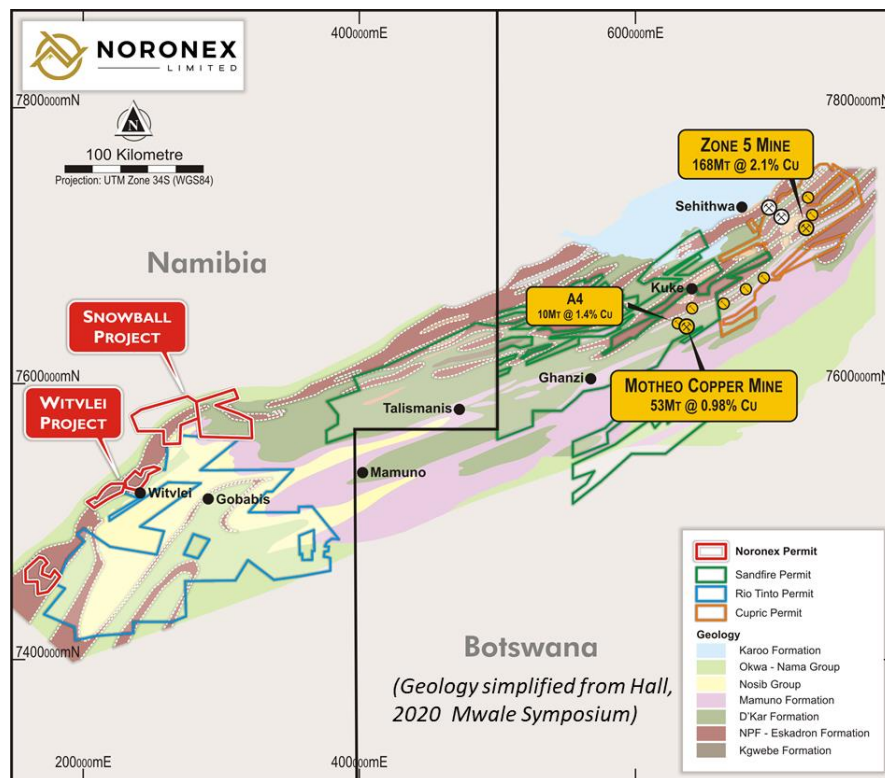 NORONEX
LIMITED
400000mE
600000mE
7800000mN
7800000mN
N
100 Kilometre
Projection: UTM Zone 34S (WGS84)
ZONE 5 MINE
168MT @ 2.1% CU
Sehithwa
Namibia
Kuke
SNOWBALL
PROJECT
A4
10MT @ 1.4% CU
7600000mN
7600000mN
Ghanzi
MOTHEO COPPER MINE
53MT @ 0.98% CU
WITVLEI
PROJECT
Talismanis
Mamuno
Witvlei
Gobabis
Noronex Permit
Sandfire Permit
Rio Tinto Permit
Cupric Permit
Geology
Karoo Formation
Okwa - Nama Group
Nosib Group
Mamuno Formation
D'Kar Formation
NPF - Eskadron Formation
Kgwebe Formation
Botswana
(Geology simplified from Hall,
2020 Mwale Symposium)
7400000mN
200000mE
400000mE